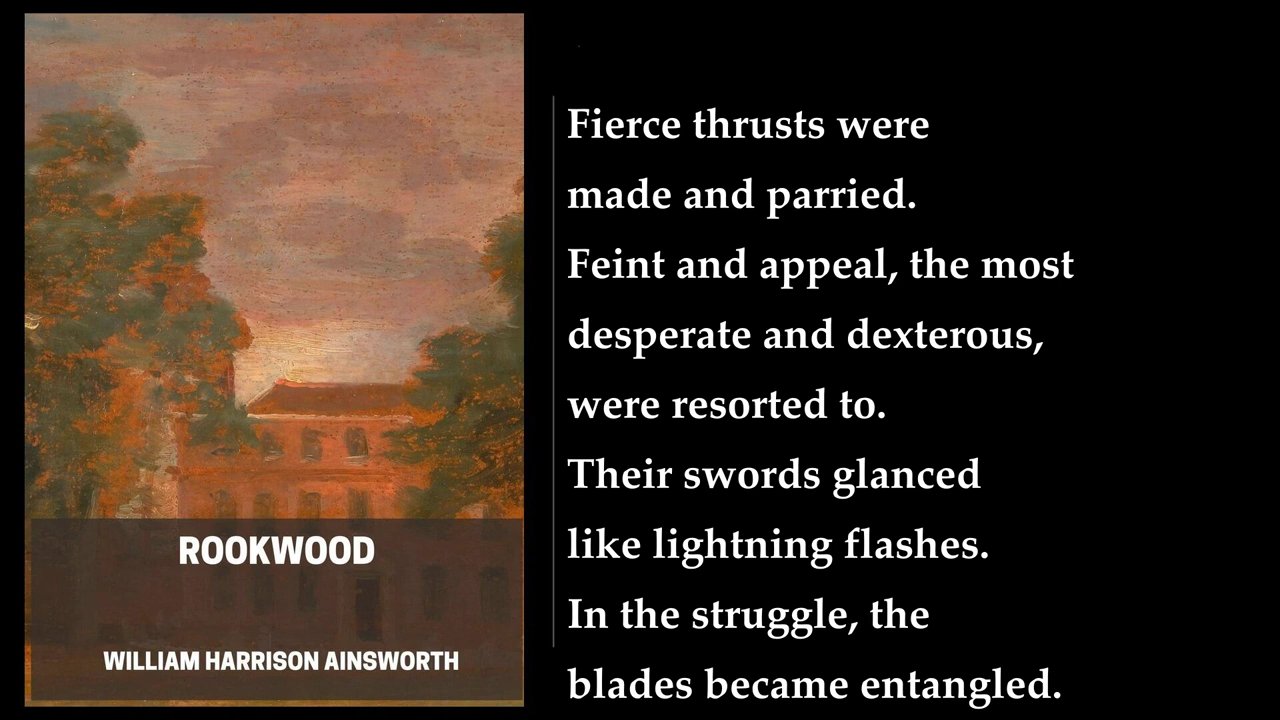 ROOKWOOD
WILLIAM HARRISON AINSWORTH
Fierce thrusts were
made and parried.
Feint and appeal, the most
desperate and dexterous,
were resorted to.
Their swords glanced
like lightning flashes.
In the struggle, the
blades became entangled.